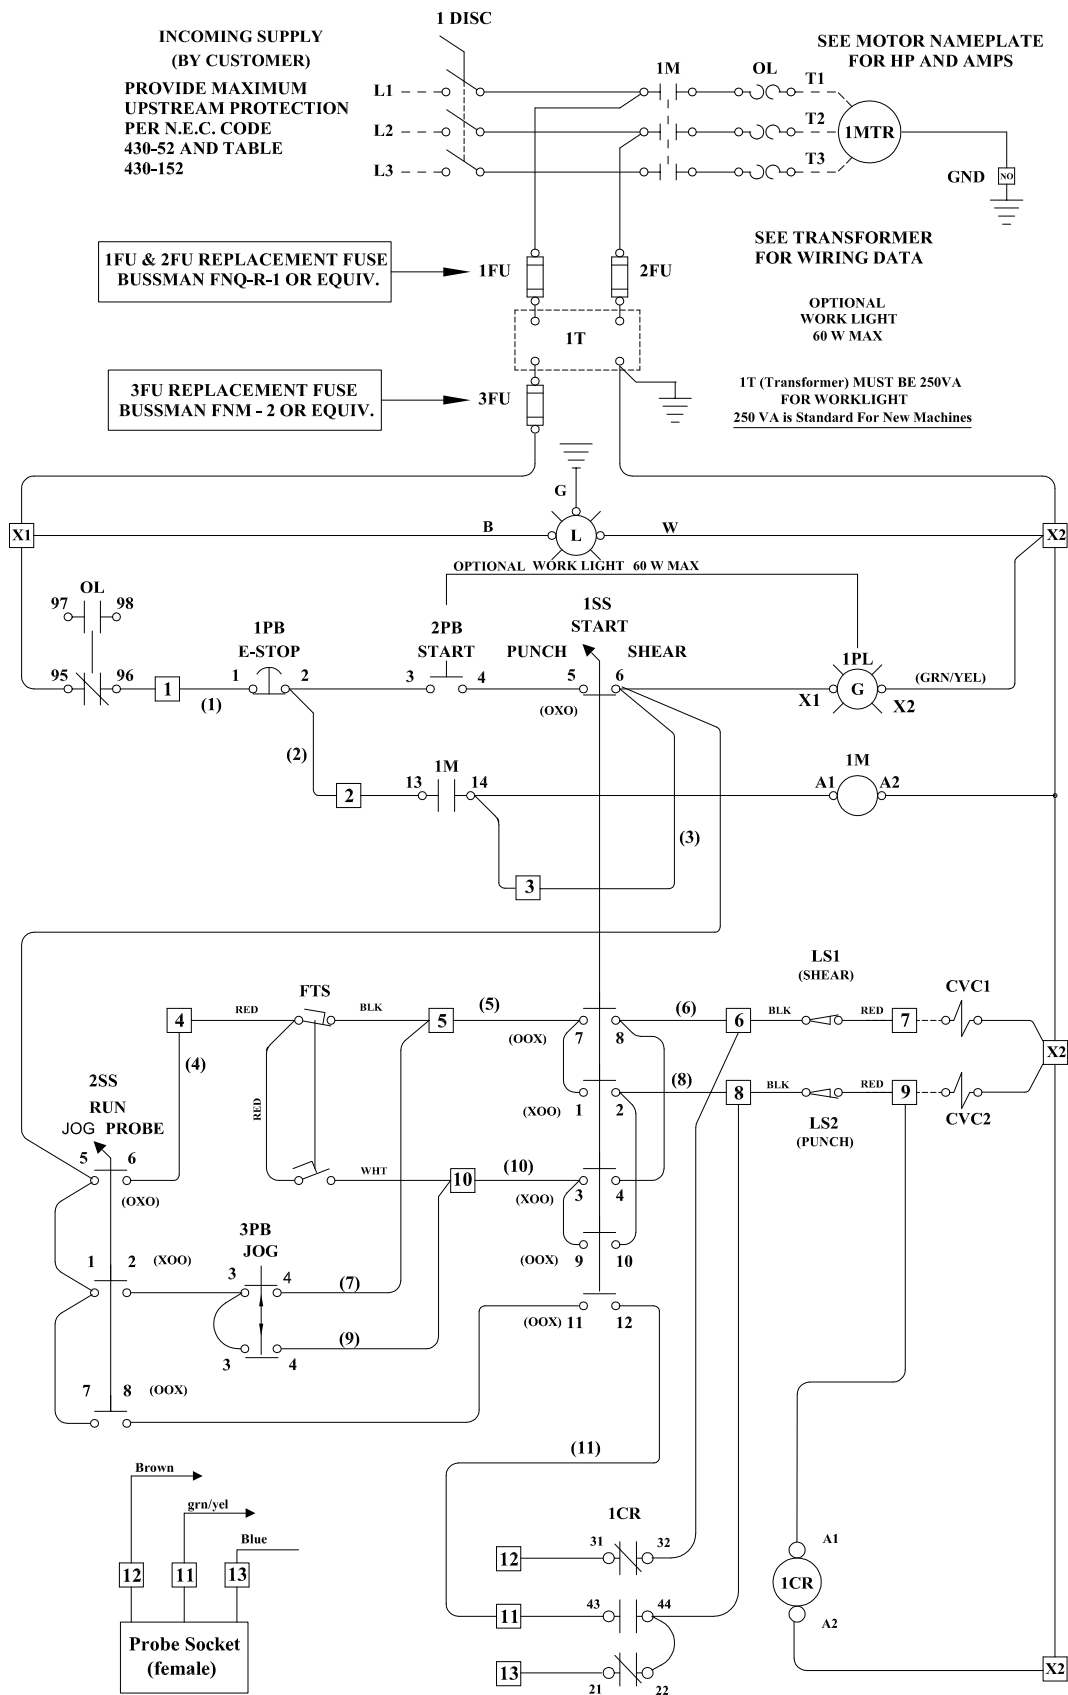 1 DISC
INCOMING SUPPLY
(BY CUSTOMER)
PROVIDE MAXIMUM
UPSTREAM PROTECTION
PER N.E.C. CODE
430-52 AND TABLE
430-152
L1
L2
L3
1M
OL
T1
T2
T3
SEE MOTOR NAMEPLATE
FOR HP AND AMPS
1MTR
GND
NO
SEE TRANSFORMER
FOR WIRING DATA
1FU & 2FU REPLACEMENT FUSE
BUSSMAN FNQ-R-1 OR EQUIV.
1FU
2FU
OPTIONAL
WORK LIGHT
60 W MAX
1T
3FU REPLACEMENT FUSE
BUSSMAN FNM - 2 OR EQUIV.
3FU
1T (Transformer) MUST BE 250VA
FOR WORKLIGHT
250 VA is Standard For New Machines
G
X1
B
L
W
X2
OPTIONAL WORK LIGHT 60 W MAX
OL
97
98
1PB
E-STOP
2PB
START
1SS
START
PUNCH
SHEAR
1PL
95
96
1
(1)
1
2
3
4
5
6
(OXO)
X1
G
X2
(GRN/YEL)
(2)
2
13
1M
14
1M
A1
A2
(3)
3
LS1
(SHEAR)
FTS
CVC1
4
RED
BLK
5
(5)
(OOX)
7
8
(6)
6
BLK
RED
7
X2
(4)
RED
2SS
RUN
JOG PROBE
(XOO)
1
2
(8)
8
BLK
RED
9
LS2
(PUNCH)
CVC2
5
6
(OXO)
WHT
10
(10)
(XOO)
3
4
3PB
JOG
1
2
(XOO)
3
4
(7)
(OOX)
9
10
(OOX)
11
12
3
4
(9)
7
8
(OOX)
(11)
Brown
grn/yel
Blue
12
11
13
Probe Socket
(female)
1CR
12
31
32
11
43
44
13
21
22
A1
1CR
A2
X2